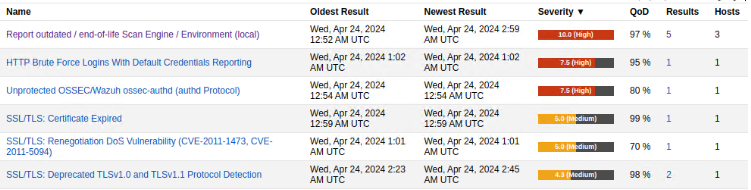 Name Oldest Result Newest Result Severity ▼ QoD Results Hosts
Report outdated / end-of-life Scan Engine / Environment (local) Wed, Apr 24, 2024 12:52 AM UTC Wed, Apr 24, 2024 2:59 AM UTC 10.0 (High) 97 % 5 3
HTTP Brute Force Logins With Default Credentials Reporting Wed, Apr 24, 2024 1:02 AM UTC Wed, Apr 24, 2024 1:02 AM UTC 7.5 (High) 95 % 1 1
Unprotected OSSEC/Wazuh ossec-authd (authd Protocol) Wed, Apr 24, 2024 12:54 AM UTC Wed, Apr 24, 2024 12:54 AM UTC 7.5 (High) 80 % 1 1
SSL/TLS: Certificate Expired Wed, Apr 24, 2024 12:59 AM UTC Wed, Apr 24, 2024 12:59 AM UTC 5.0 (Medium) 99 % 1 1
SSL/TLS: Renegotiation DoS Vulnerability (CVE-2011-1473, CVE-2011-5094) Wed, Apr 24, 2024 1:01 AM UTC Wed, Apr 24, 2024 1:01 AM UTC 5.0 (Medium) 70 % 1 1
SSL/TLS: Deprecated TLSv1.0 and TLSv1.1 Protocol Detection Wed, Apr 24, 2024 2:23 AM UTC Wed, Apr 24, 2024 2:45 AM UTC 4.3 (Medium) 98 % 2 1